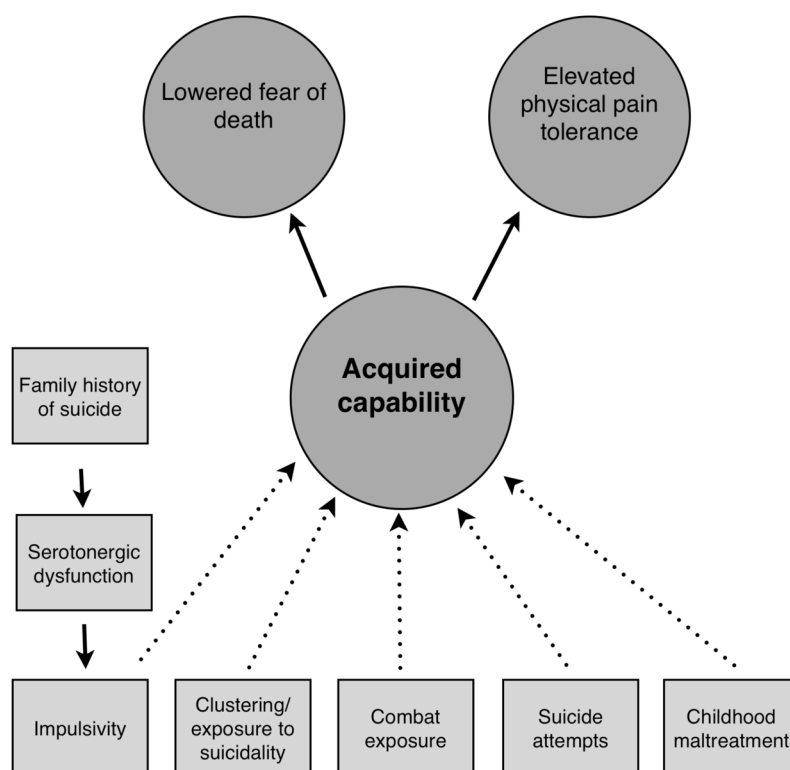 Lowered fear of
death
Elevated
physical pain
tolerance
Acquired
capability
Family history
of suicide
Serotonergic
dysfunction
Impulsivity
Clustering/
exposure to
suicidality
Combat
exposure
Suicide
attempts
Childhood
maltreatment